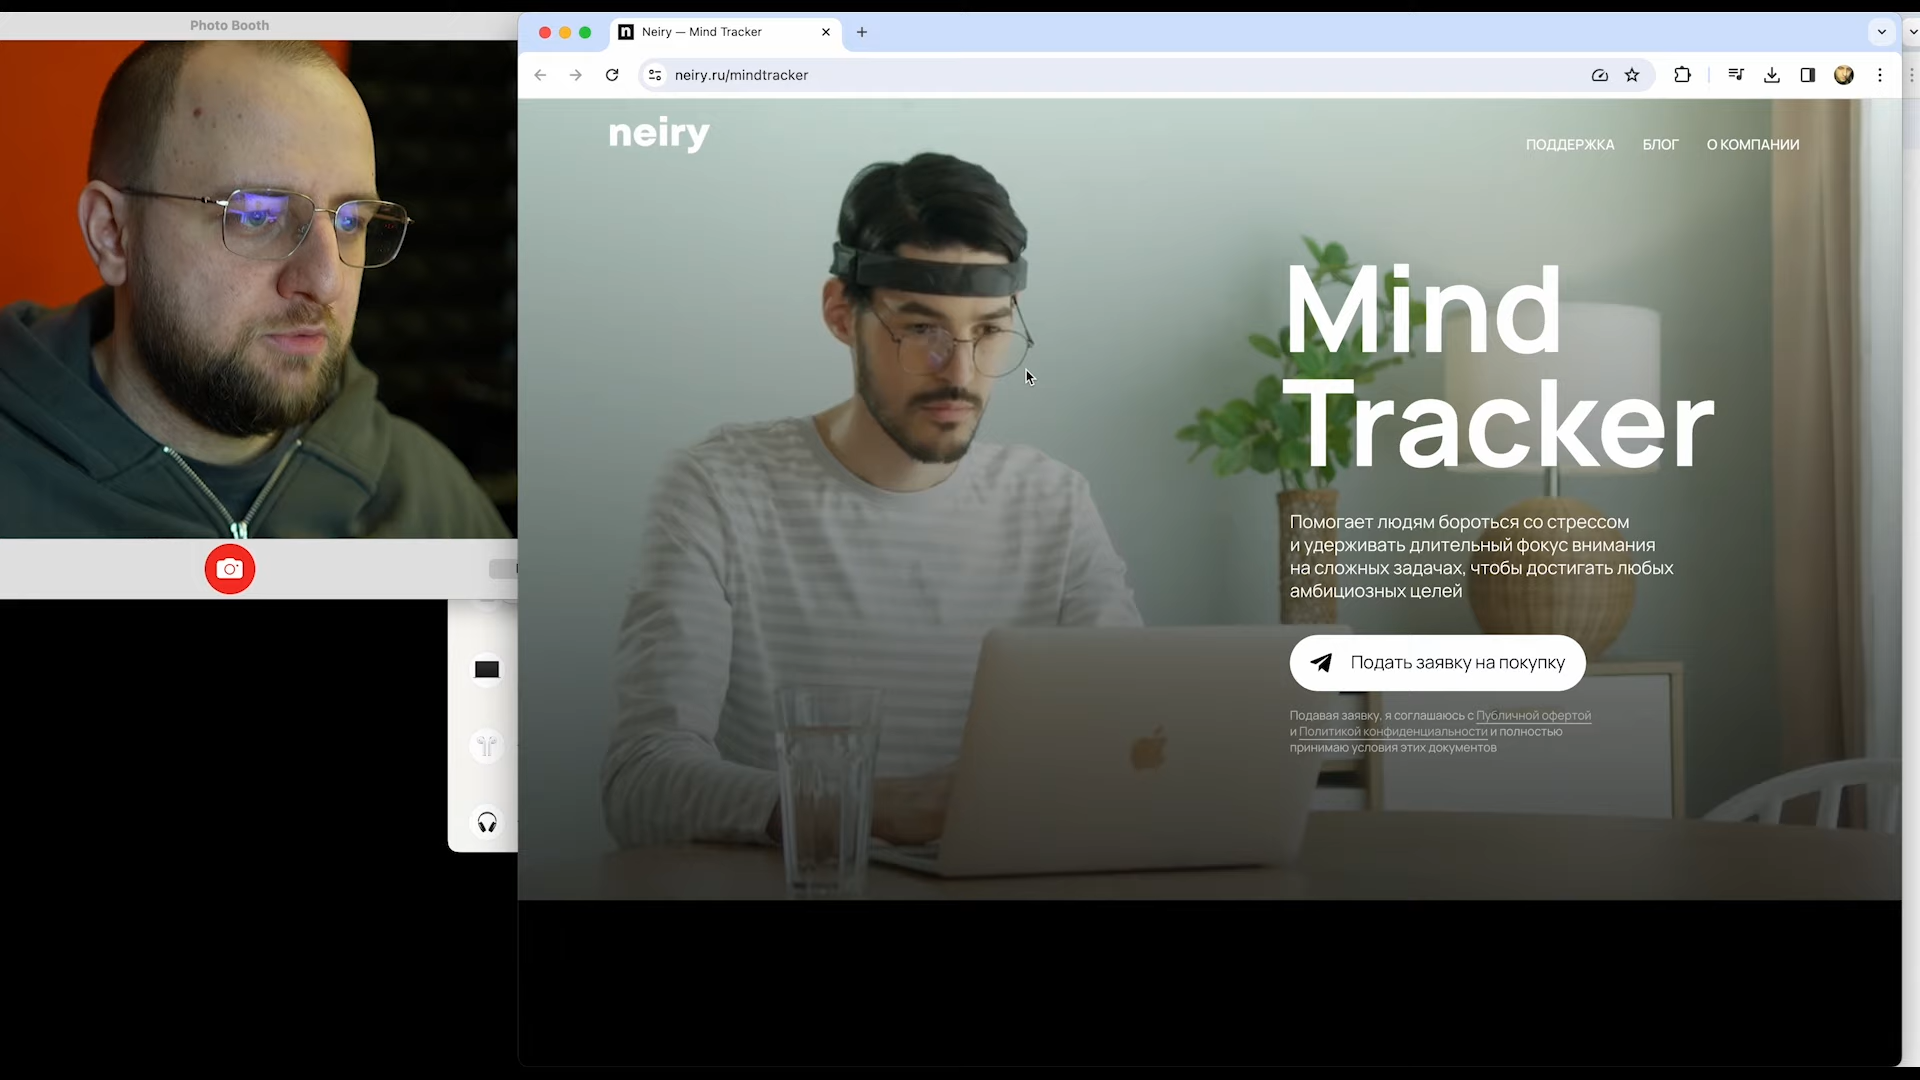 Photo Booth
Neiry — Mind Tracker
neiry.ru/mindtracker
neiry
ПОДДЕРЖКА БЛОГ О КОМПАНИИ
Mind
Tracker
Помогает людям бороться со стрессом
и удерживать длительный фокус внимания
на сложных задачах, чтобы достигать любых
амбициозных целей
Подать заявку на покупку
Подавая заявку, я соглашаюсь с Публичной офертой
и Политикой конфиденциальности и полностью
принимаю условия этих документов